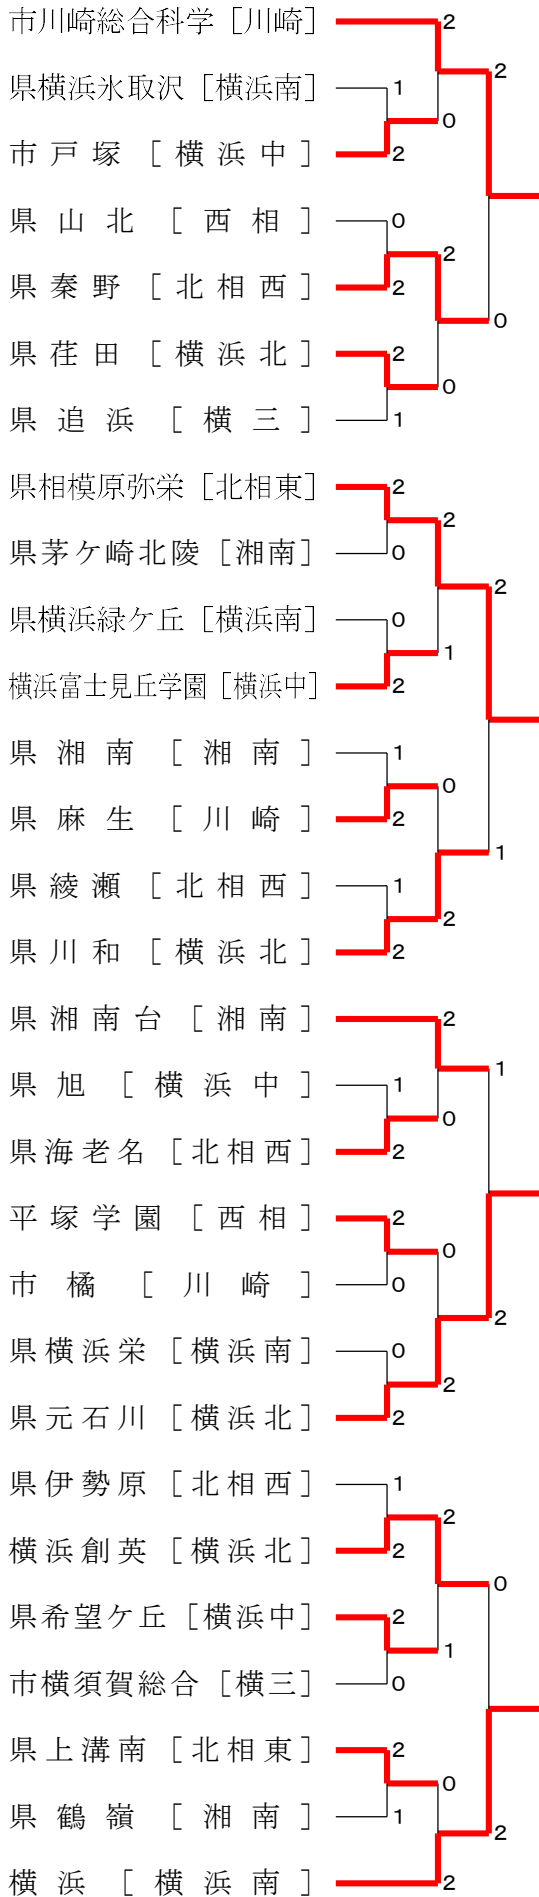 市川崎総合科学［川崎］ 2
2
県横浜氷取沢［横浜南］ 1
0
市戸塚［横浜中］ 2
県山北［西相］ 0
2
県秦野［北相西］ 2
0
県荏田［横浜北］ 2
0
県追浜［横三］ 1
県相模原弥栄［北相東］ 2
2
県茅ケ崎北陵［湘南］ 0
2
県横浜緑ケ丘［横浜南］ 0
1
横浜富士見丘学園［横浜中］ 2
県湘南［湘南］ 1
0
県麻生［川崎］ 2
1
県綾瀬［北相西］ 1
2
県川和［横浜北］ 2
県湘南台［湘南］ 2
1
県旭［横浜中］ 1
0
県海老名［北相西］ 2
平塚学園［西相］ 2
0
市橘［川崎］ 0
2
県横浜栄［横浜南］ 0
2
県元石川［横浜北］ 2
県伊勢原［北相西］ 1
2
横浜創英［横浜北］ 2
0
県希望ケ丘［横浜中］ 2
1
市横須賀総合［横三］ 0
県上溝南［北相東］ 2
0
県鶴嶺［湘南］ 1
2
横浜［横浜南］ 2